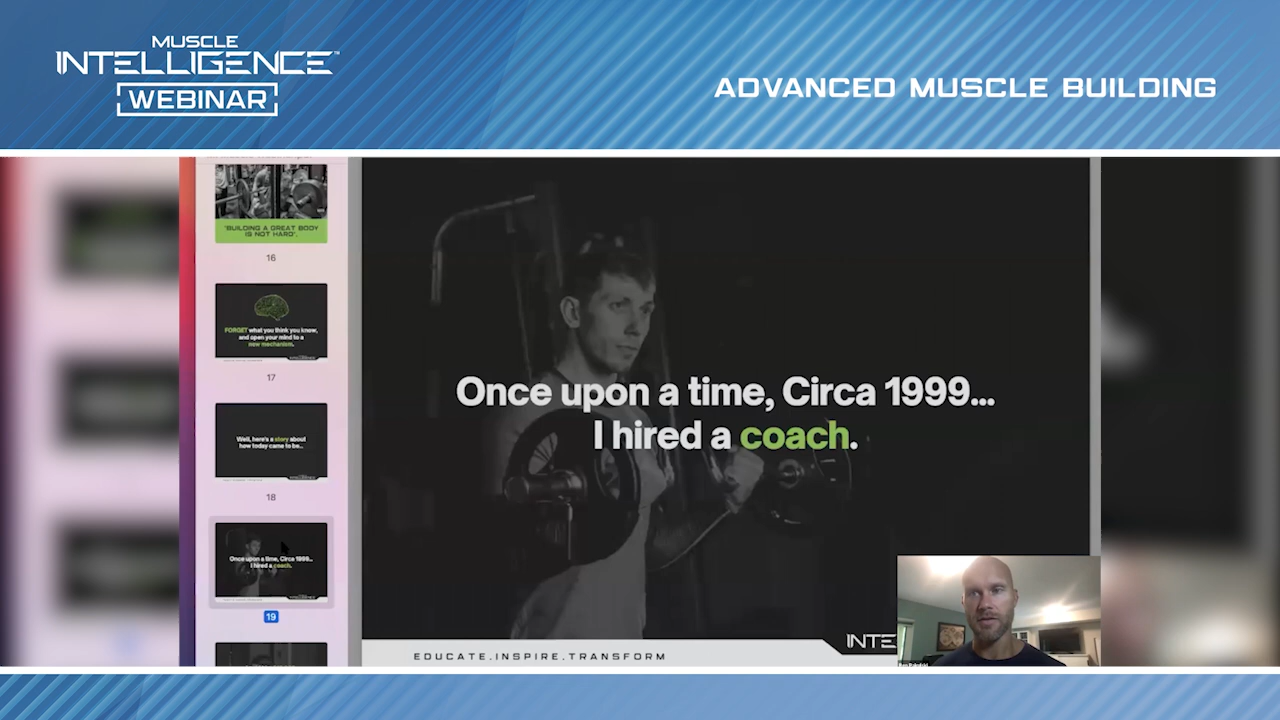 MUSCLE
INTELLIGENCE™
WEBINAR
ADVANCED MUSCLE BUILDING
"BUILDING A GREAT BODY
IS NOT HARD".
16
FORGET what you think you know,
and open your mind to a
new mechanism.
17
Well, here's a story about
how today came to be...
18
Once upon a time, Circa 1999...
I hired a coach.
19
Once upon a time, Circa 1999...
I hired a coach.
EDUCATE.INSPIRE.TRANSFORM
INTE